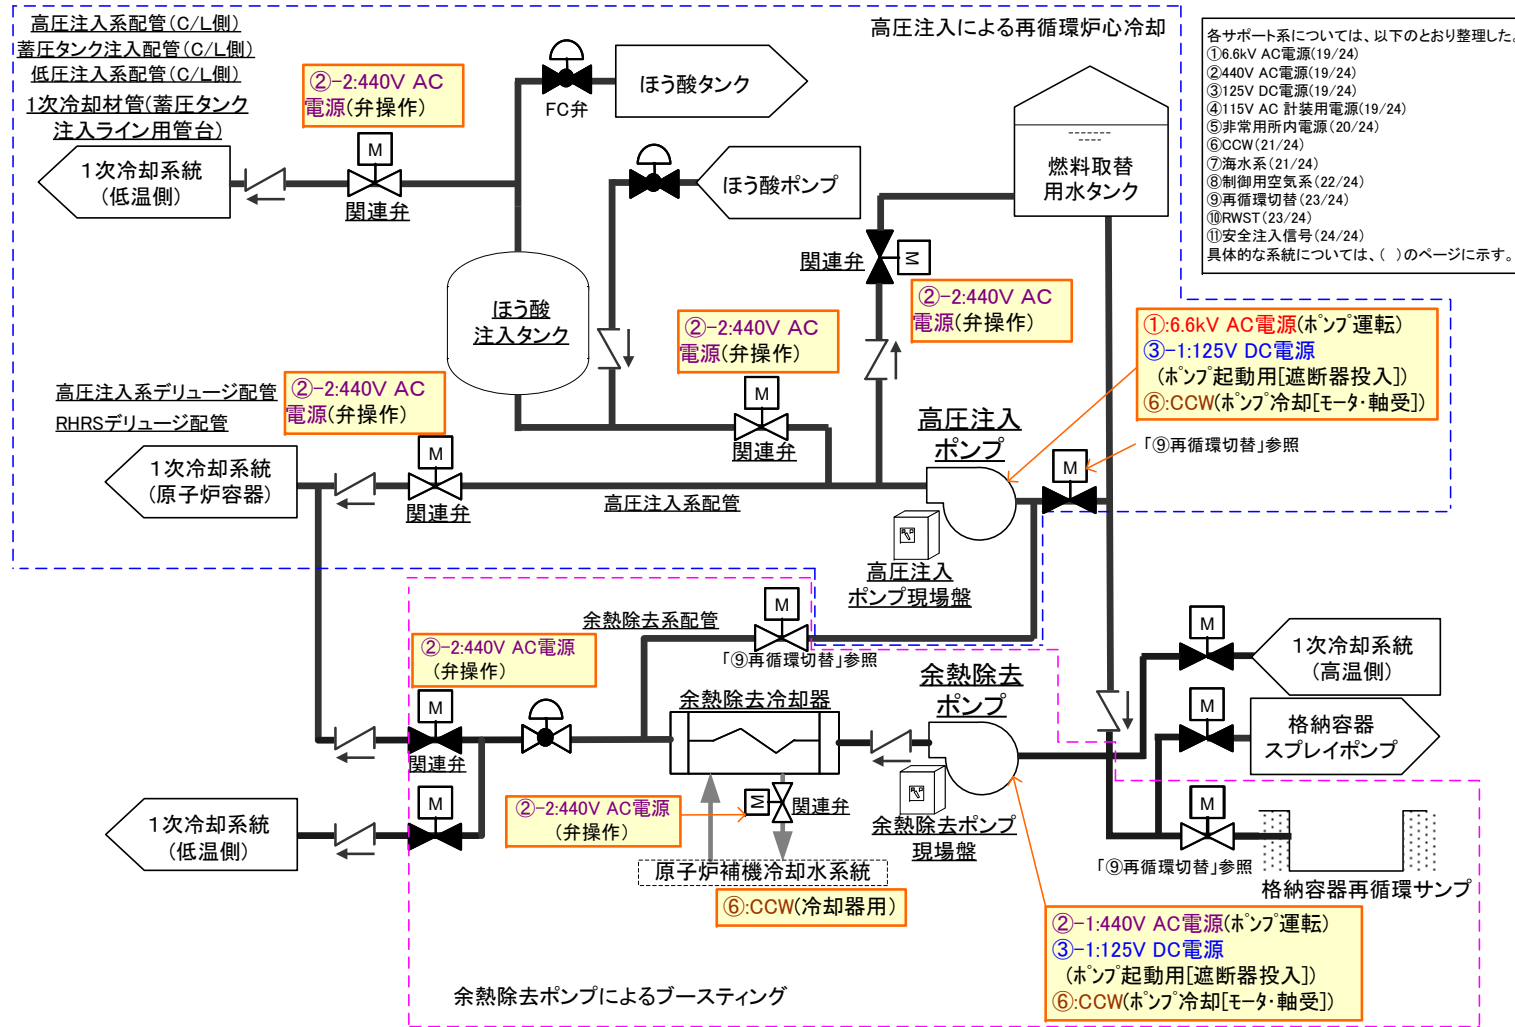 高圧注入系配管(C/L側)
蓄圧タンク注入配管(C/L側)
低圧注入系配管(C/L側)
1次冷却材管(蓄圧タンク
注入ライン用管台)
②-2:440V AC
電源(弁操作)
M
1次冷却系統
(低温側)
関連弁
FC弁
ほう酸タンク
ほう酸ポンプ
高圧注入による再循環炉心冷却
燃料取替
用水タンク
各サポート系については、以下のとおり整理した。
①6.6kV AC電源(19/24)
②440V AC電源(19/24)
③125V DC電源(19/24)
④115V AC 計装用電源(19/24)
⑤非常用所内電源(20/24)
⑥CCW(21/24)
⑦海水系(21/24)
⑧制御用空気系(22/24)
⑨再循環切替(23/24)
⑩RWST(23/24)
⑪安全注入信号(24/24)
具体的な系統については、( )のページに示す。
関連弁
M
②-2:440V AC
電源(弁操作)
ほう酸
注入タンク
②-2:440V AC
電源(弁操作)
M
関連弁
①:6.6kV AC電源(ポンプ運転)
③-1:125V DC電源
(ポンプ起動用[遮断器投入])
⑥:CCW(ポンプ冷却[モータ・軸受])
高圧注入系デリュージ配管
RHRSデリュージ配管
②-2:440V AC
電源(弁操作)
M
1次冷却系統
(原子炉容器)
関連弁
高圧注入系配管
高圧注入
ポンプ
M
「⑨再循環切替」参照
高圧注入
ポンプ現場盤
余熱除去系配管
M
「⑨再循環切替」参照
②-2:440V AC電源
(弁操作)
M
関連弁
余熱除去冷却器
余熱除去
ポンプ
M
1次冷却系統
(高温側)
M
格納容器
スプレイポンプ
1次冷却系統
(低温側)
M
②-2:440V AC電源
(弁操作)
M
関連弁
余熱除去ポンプ
現場盤
M
「⑨再循環切替」参照
格納容器再循環サンプ
原子炉補機冷却水系統
⑥:CCW(冷却器用)
②-1:440V AC電源(ポンプ運転)
③-1:125V DC電源
(ポンプ起動用[遮断器投入])
⑥:CCW(ポンプ冷却[モータ・軸受])
余熱除去ポンプによるブースティング